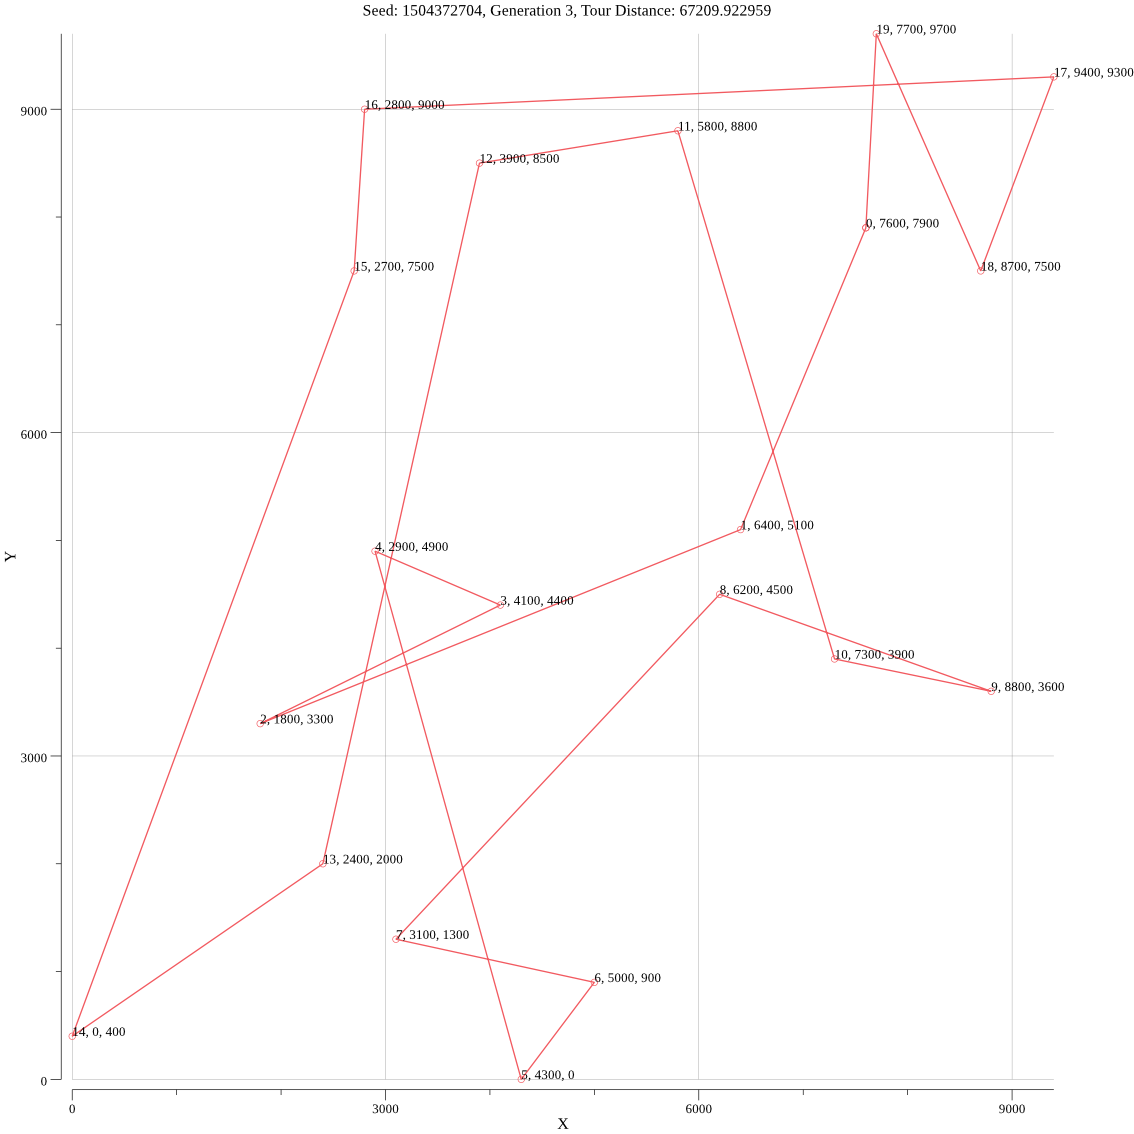 Seed: 1504372704, Generation 3, Tour Distance: 67209.922959
19, 7700, 9700
17, 9400, 9300
9000
16, 2800, 9000
11, 5800, 8800
12, 3900, 8500
0, 7600, 7900
15, 2700, 7500
18, 8700, 7500
6000
1, 6400, 5100
4, 2900, 4900
Y
8, 6200, 4500
3, 4100, 4400
10, 7300, 3900
9, 8800, 3600
2, 1800, 3300
3000
13, 2400, 2000
7, 3100, 1300
6, 5000, 900
14, 0, 400
5, 4300, 0
0
0 3000 6000 9000
X